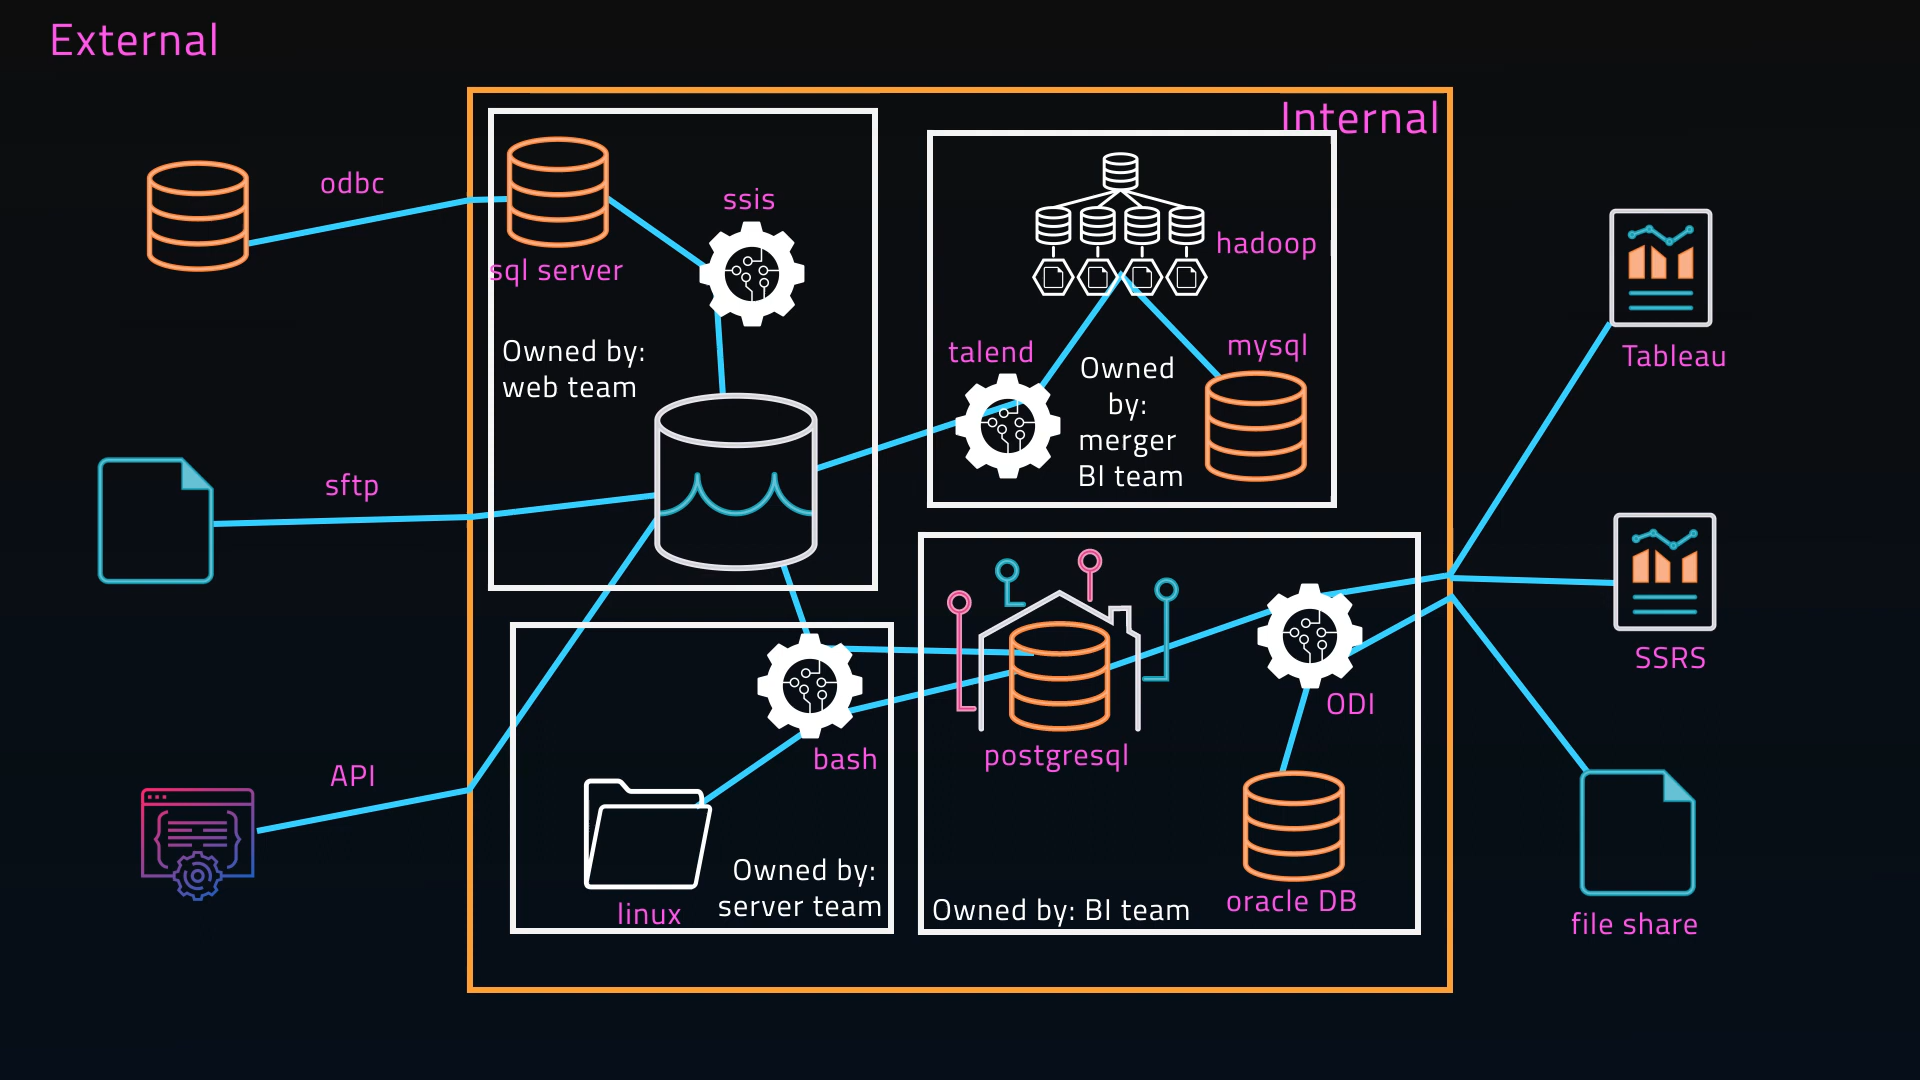 External
Internal
odbc
sql server
ssis
Owned by:
web team
hadoop
talend
mysql
Owned
by:
merger
BI team
Tableau
sftp
SSRS
API
bash
linux
Owned by:
server team
postgresql
ODI
oracle DB
Owned by: BI team
file share